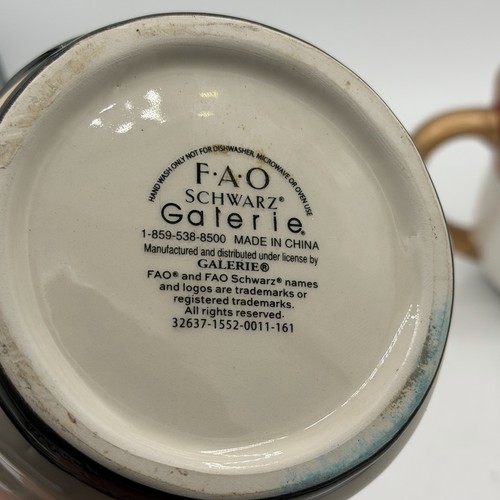 HAND WASH ONLY NOT FOR DISHWASHER, MICROWAVE OR OVEN USE
F·A·O
SCHWARZ®
Galerie®
1-859-538-8500 MADE IN CHINA
Manufactured and distributed under license by
GALERIE®
FAO® and FAO Schwarz® names
and logos are trademarks or
registered trademarks.
All rights reserved.
32637-1552-0011-161